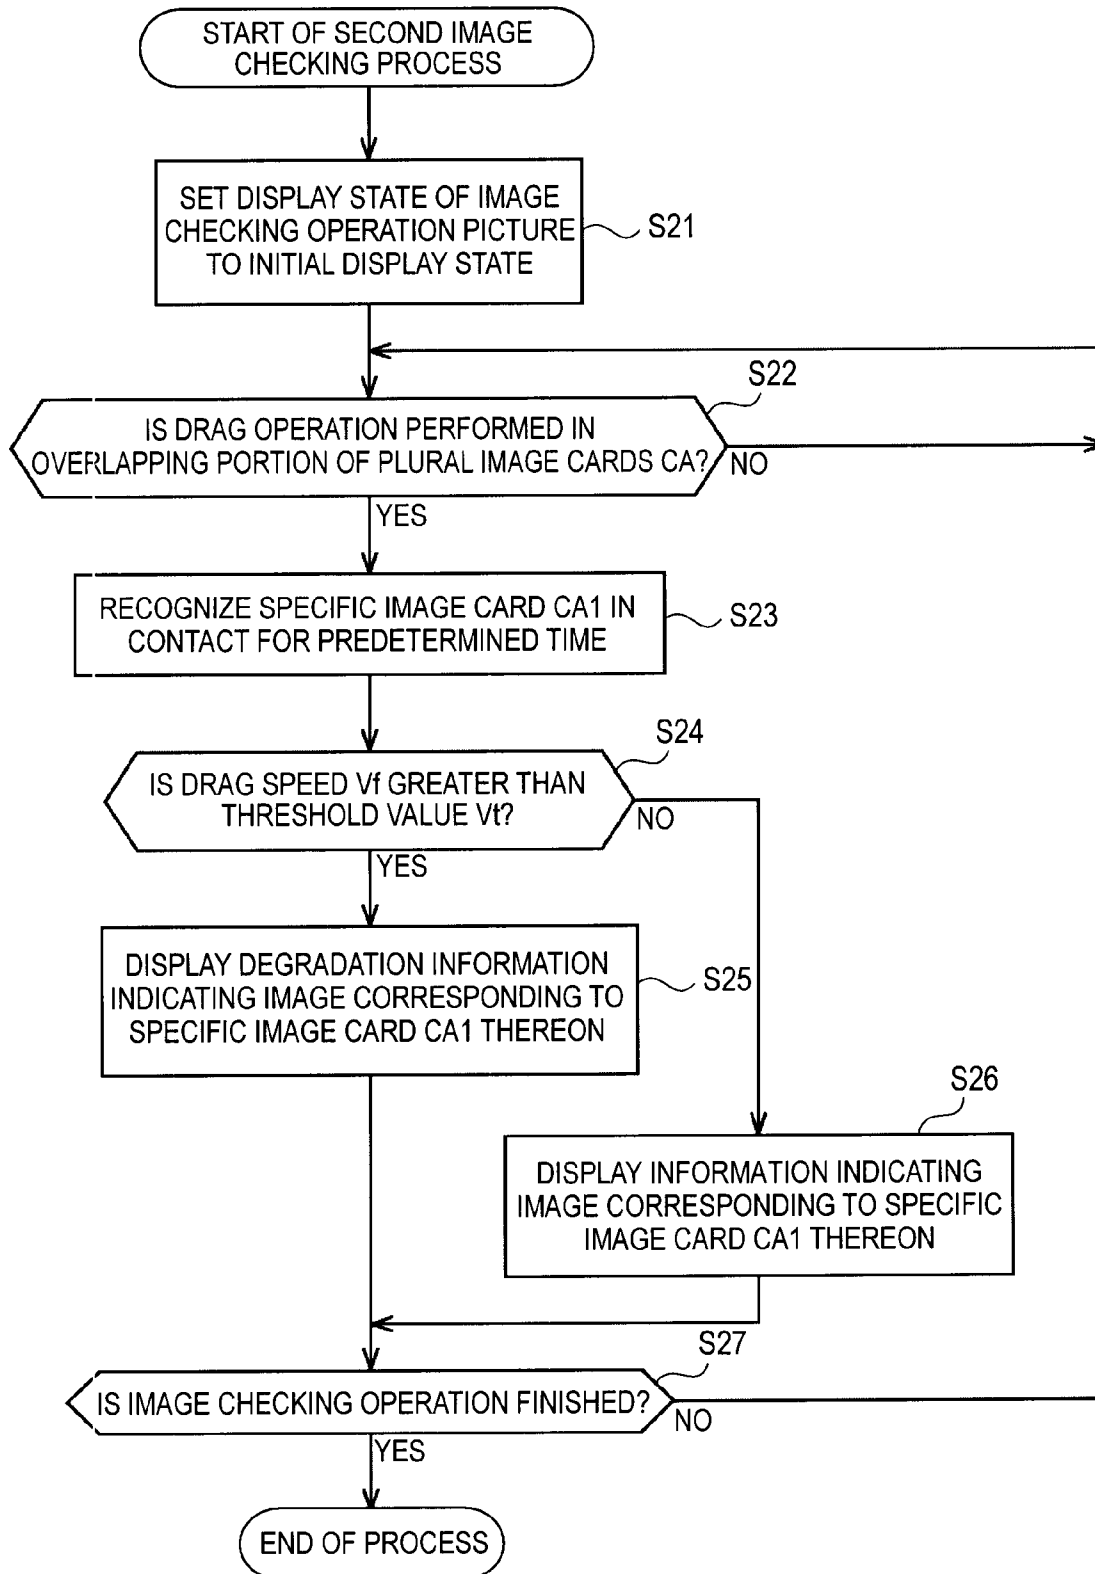 START OF SECOND IMAGE
CHECKING PROCESS
SET DISPLAY STATE OF IMAGE
CHECKING OPERATION PICTURE
TO INITIAL DISPLAY STATE
S21
S22
IS DRAG OPERATION PERFORMED IN
OVERLAPPING PORTION OF PLURAL IMAGE CARDS CA?
NO
YES
RECOGNIZE SPECIFIC IMAGE CARD CA1 IN
CONTACT FOR PREDETERMINED TIME
S23
S24
IS DRAG SPEED Vf GREATER THAN
THRESHOLD VALUE Vt?
NO
YES
DISPLAY DEGRADATION INFORMATION
INDICATING IMAGE CORRESPONDING TO
SPECIFIC IMAGE CARD CA1 THEREON
S25
S26
DISPLAY INFORMATION INDICATING
IMAGE CORRESPONDING TO SPECIFIC
IMAGE CARD CA1 THEREON
S27
IS IMAGE CHECKING OPERATION FINISHED?
NO
YES
END OF PROCESS